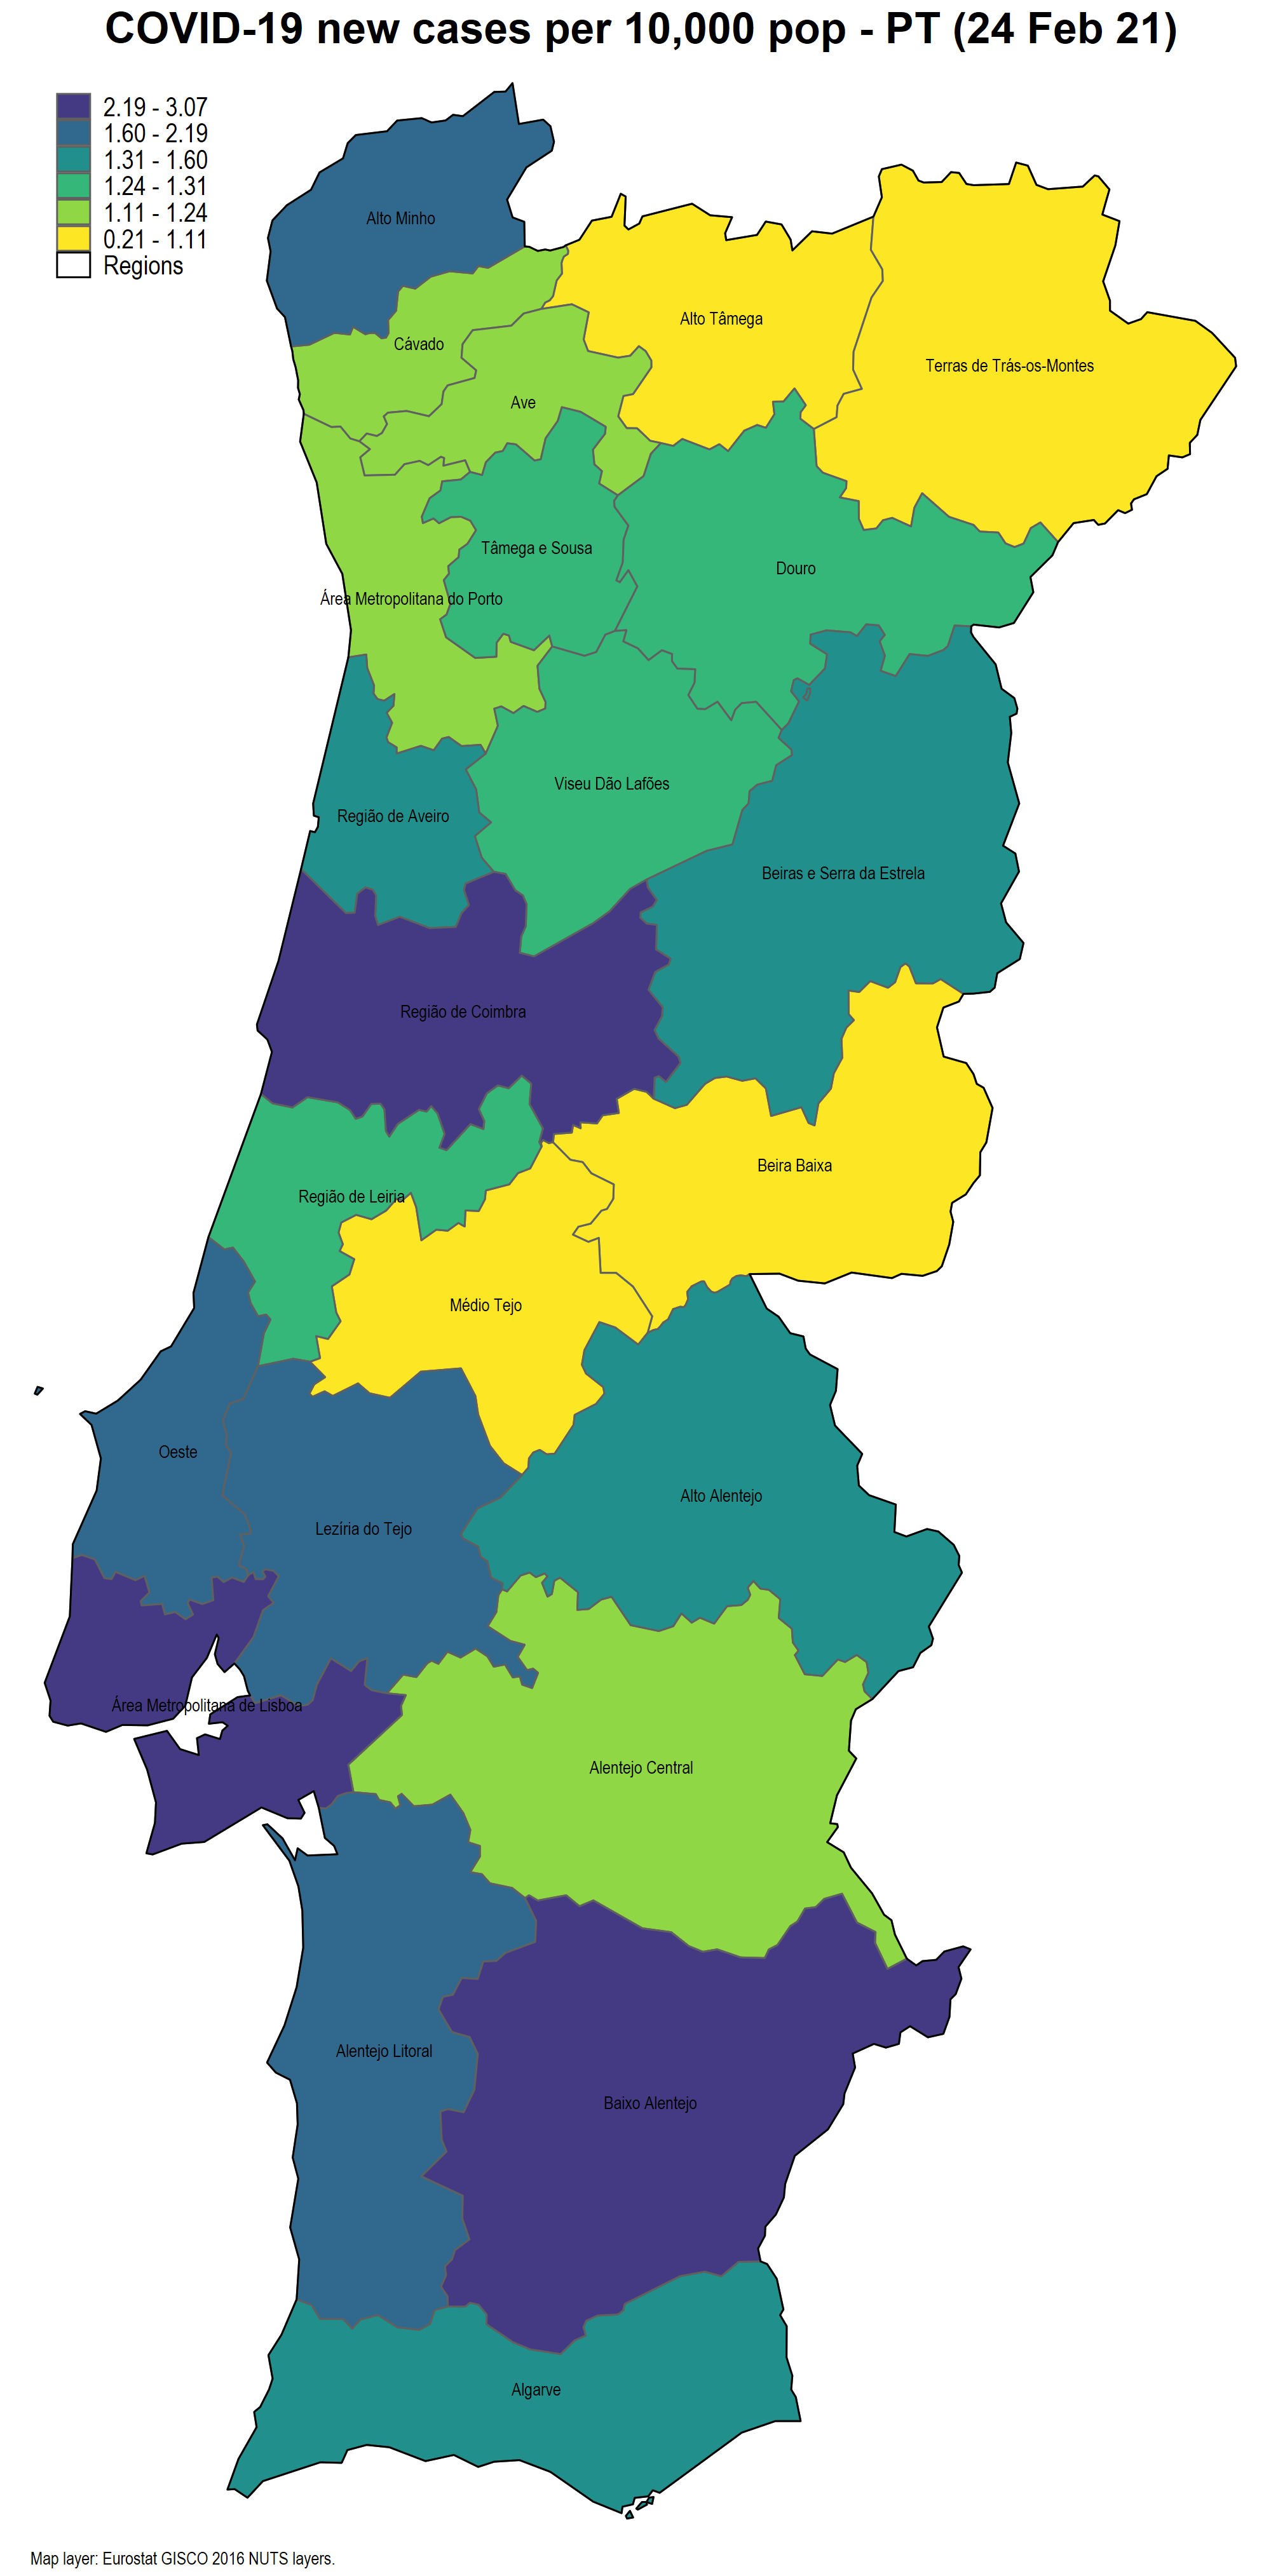 COVID-19 new cases per 10,000 pop - PT (24 Feb 21)
2.19 - 3.07
1.60 - 2.19
1.31 - 1.60
1.24 - 1.31
1.11 - 1.24
0.21 - 1.11
Regions
Alto Minho
Alto Tâmega
Cávado
Terras de Trás-os-Montes
Ave
Tâmega e Sousa
Douro
Área Metropolitana do Porto
Viseu Dão Lafões
Região de Aveiro
Beiras e Serra da Estrela
Região de Coimbra
Beira Baixa
Região de Leiria
Médio Tejo
Oeste
Alto Alentejo
Lezíria do Tejo
Área Metropolitana de Lisboa
Alentejo Central
Alentejo Litoral
Baixo Alentejo
Algarve
Map layer: Eurostat GISCO 2016 NUTS layers.